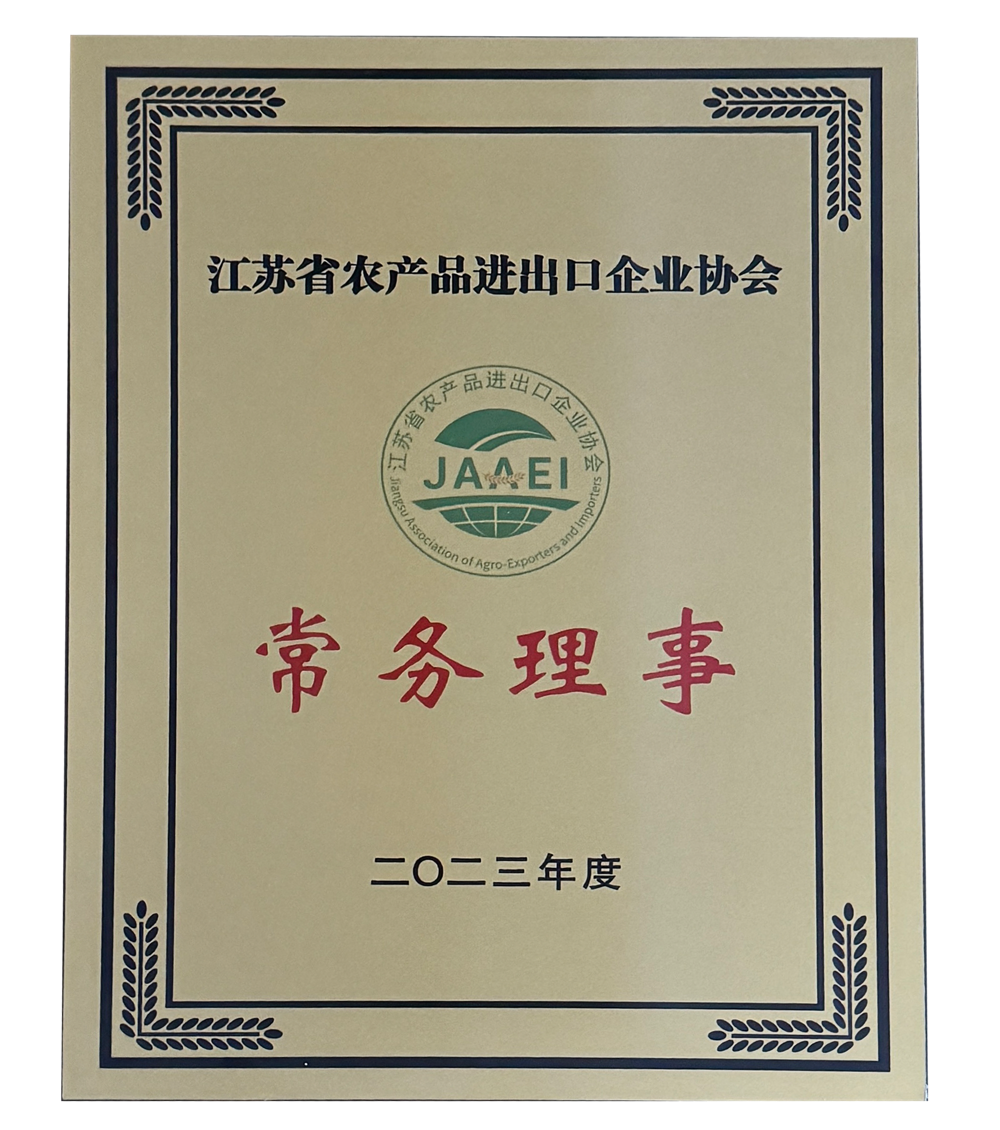 江苏省农产品进出口企业协会
江苏省农产品进出口企业协会
JAAEI
Jiangsu Association of Agro-Exporters and Importers
常务理事
二〇二三年度